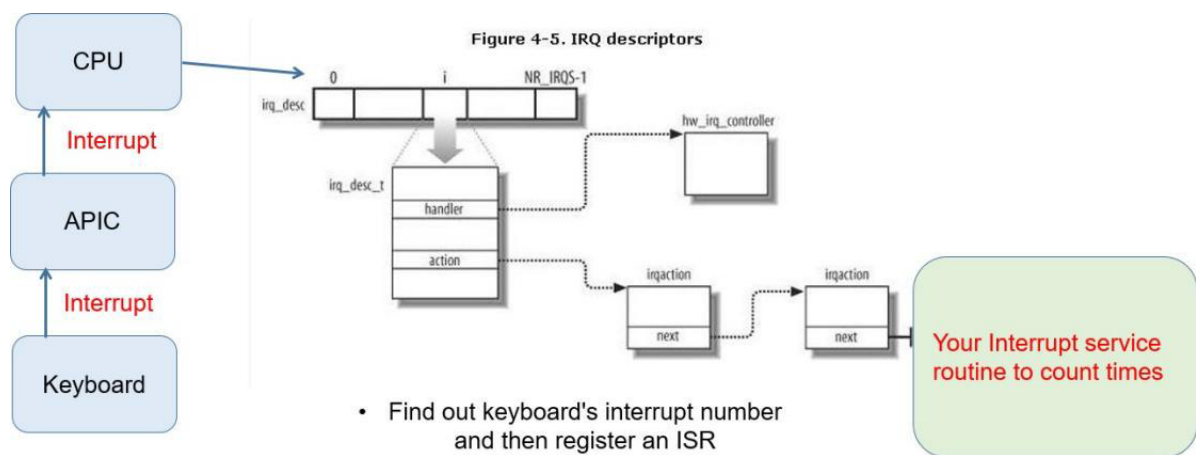 CPU
Interrupt
APIC
Interrupt
Keyboard
Figure 4-5. IRQ descriptors
0
i
NR_IRQS-1
irq_desc
hw_irq_controller
irq_desc_t
handler
action
irqaction
irqaction
next
next
Your Interrupt service
routine to count times
• Find out keyboard's interrupt number
and then register an ISR